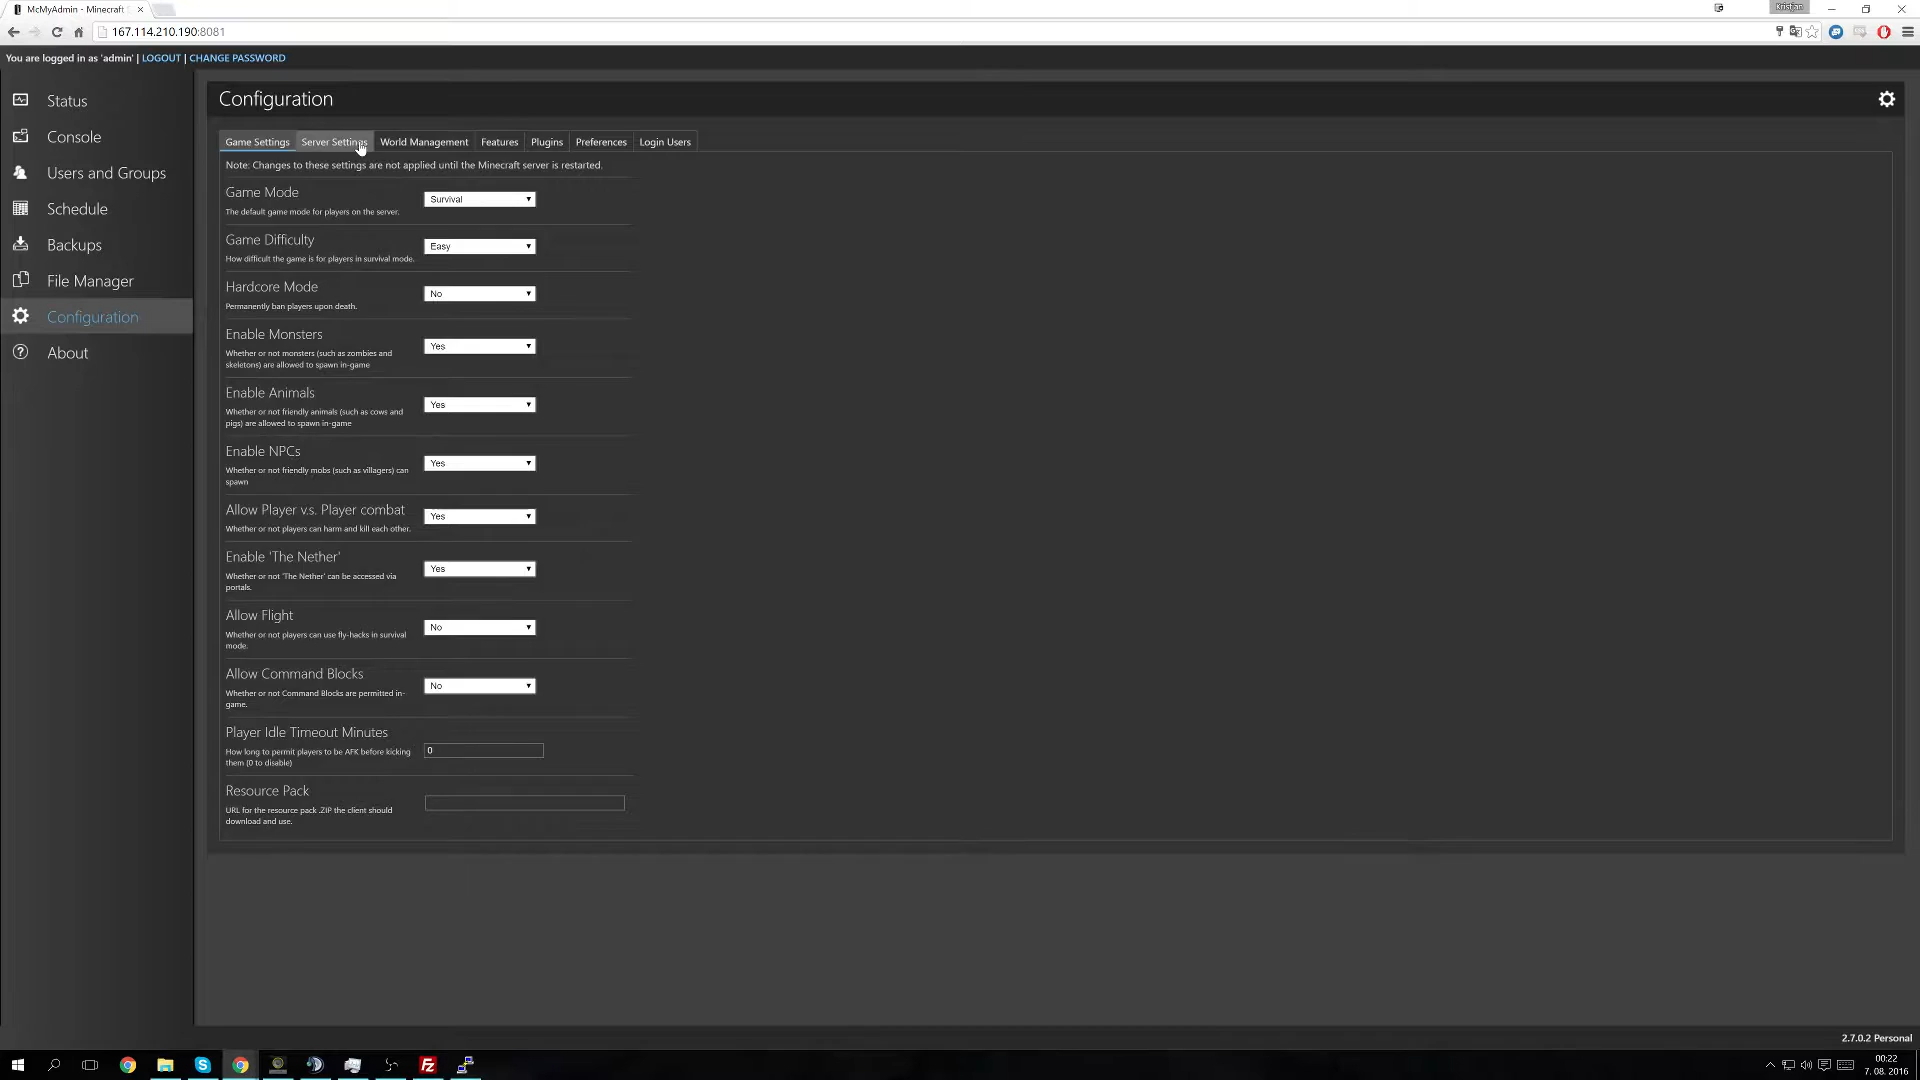 McMyAdmin - Minecraft
Kristjan
167.114.210.190:8081
You are logged in as 'admin' | LOGOUT | CHANGE PASSWORD
Status
Console
Users and Groups
Schedule
Backups
File Manager
Configuration
About
Configuration
Game Settings Server Settings World Management Features Plugins Preferences Login Users
Note: Changes to these settings are not applied until the Minecraft server is restarted.
Game Mode
The default game mode for players on the server.
Survival
Game Difficulty
How difficult the game is for players in survival mode.
Easy
Hardcore Mode
Permanently ban players upon death.
No
Enable Monsters
Whether or not monsters (such as zombies and
skeletons) are allowed to spawn in-game
Yes
Enable Animals
Whether or not friendly animals (such as cows and
pigs) are allowed to spawn in-game
Yes
Enable NPCs
Whether or not friendly mobs (such as villagers) can
spawn
Yes
Allow Player v.s. Player combat
Whether or not players can harm and kill each other.
Yes
Enable 'The Nether'
Whether or not 'The Nether' can be accessed via
portals.
Yes
Allow Flight
Whether or not players can use fly-hacks in survival
mode.
No
Allow Command Blocks
Whether or not Command Blocks are permitted in-
game.
No
Player Idle Timeout Minutes
How long to permit players to be AFK before kicking
them (0 to disable)
0
Resource Pack
URL for the resource pack .ZIP the client should
download and use.
2.7.0.2 Personal
00:22
7. 08. 2016